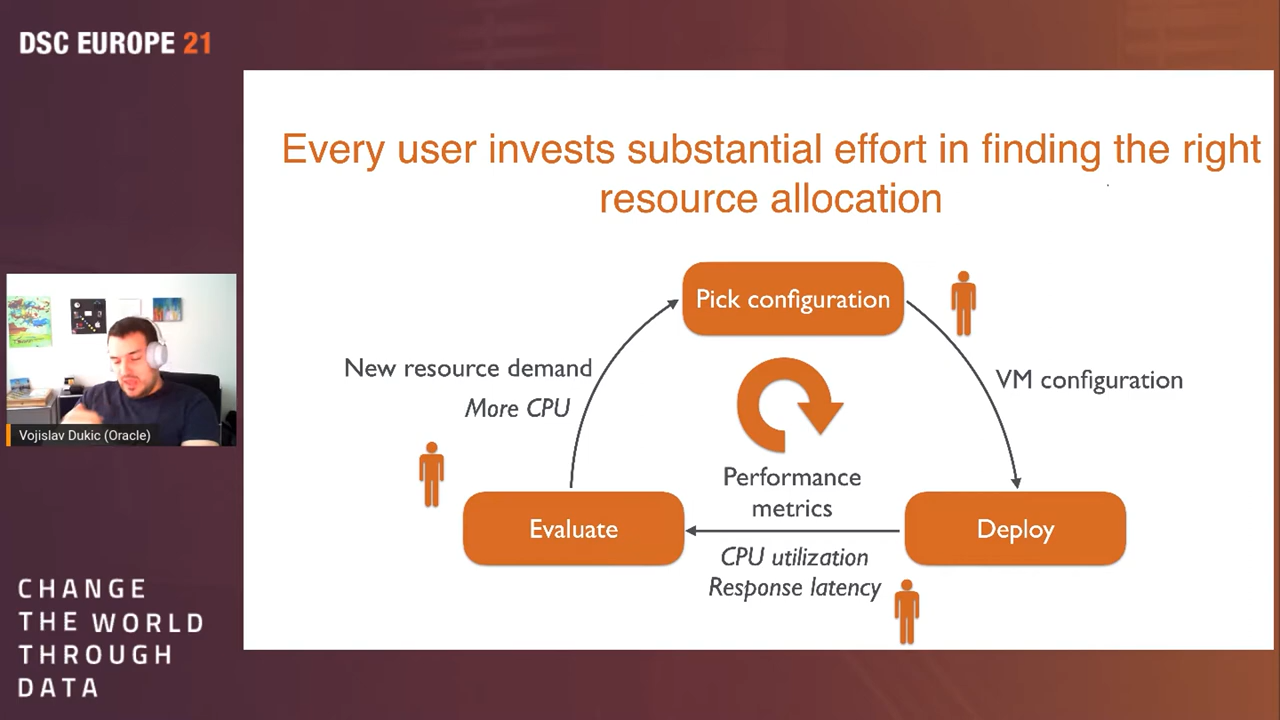 DSC EUROPE 21
Every user invests substantial effort in finding the right
resource allocation
Pick configuration
New resource demand
More CPU
VM configuration
Performance
metrics
Evaluate
Deploy
CPU utilization
Response latency
Vojislav Dukic (Oracle)
CHANGE
THE WORLD
THROUGH
DATA